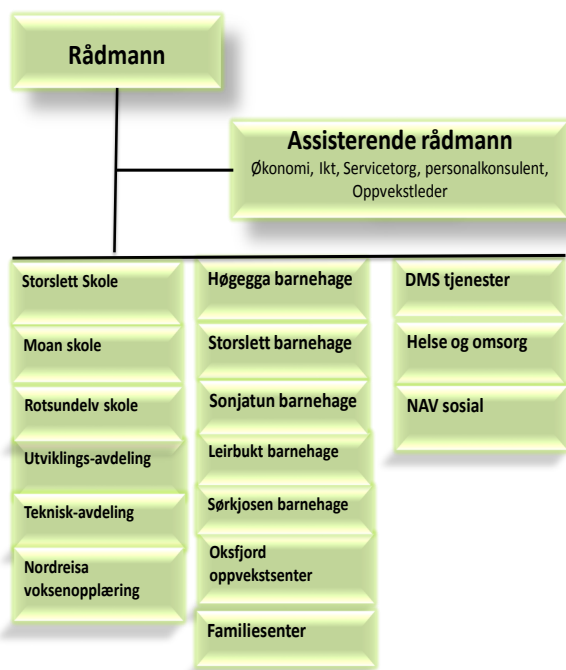 Rådmann
Assisterende rådmann
Økonomi, Ikt, Servicetorg, personalkonsulent,
Oppvekstleder
Storslett Skole
Moan skole
Rotsundelv skole
Utviklings-avdeling
Teknisk-avdeling
Nordreisa
voksenopplæring
Høgegga barnehage
Storslett barnehage
Sonjatun barnehage
Leirbukt barnehage
Sørkjosen barnehage
Oksfjord
oppvekstsenter
Familiesenter
DMS tjenester
Helse og omsorg
NAV sosial